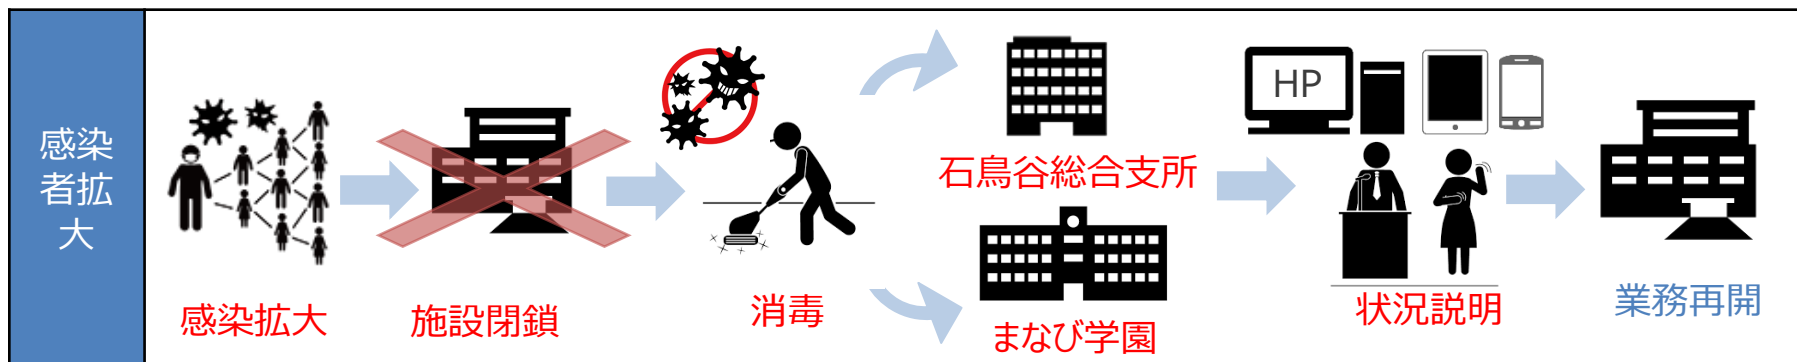 感染
者拡
大
感染拡大
施設閉鎖
消毒
石鳥谷総合支所
まなび学園
HP
状況説明
業務再開